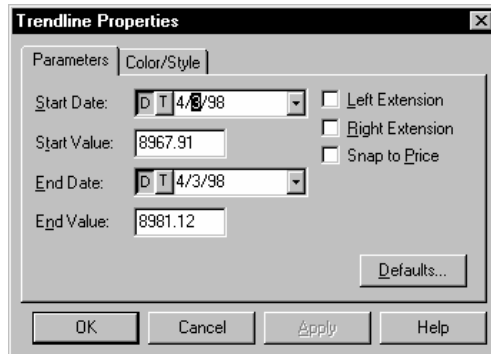 Trendline Properties
Parameters Color/Style
Start Date: D T 4/3/98 Left Extension
Right Extension
Start Value: 8967.91 Snap to Price
End Date: D T 4/3/98
End Value: 8981.12
Defaults...
OK Cancel Apply Help